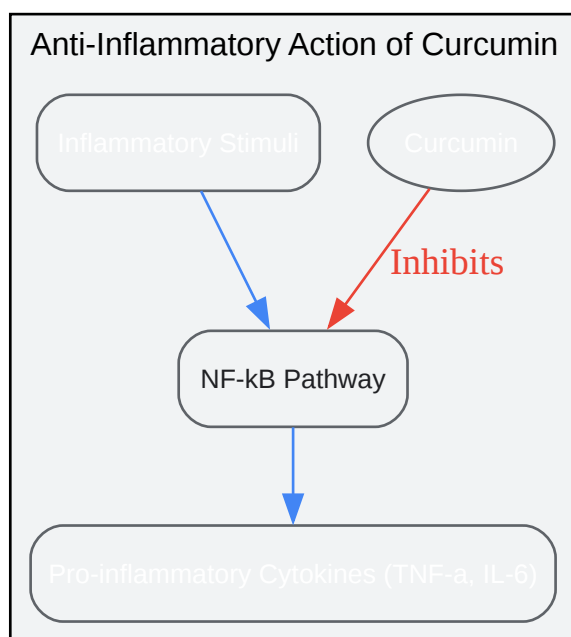 Anti-Inflammatory Action of Curcumin
Inflammatory Stimuli
Curcumin
Inhibits
NF-kB Pathway
Pro-inflammatory Cytokines (TNF-a, IL-6)